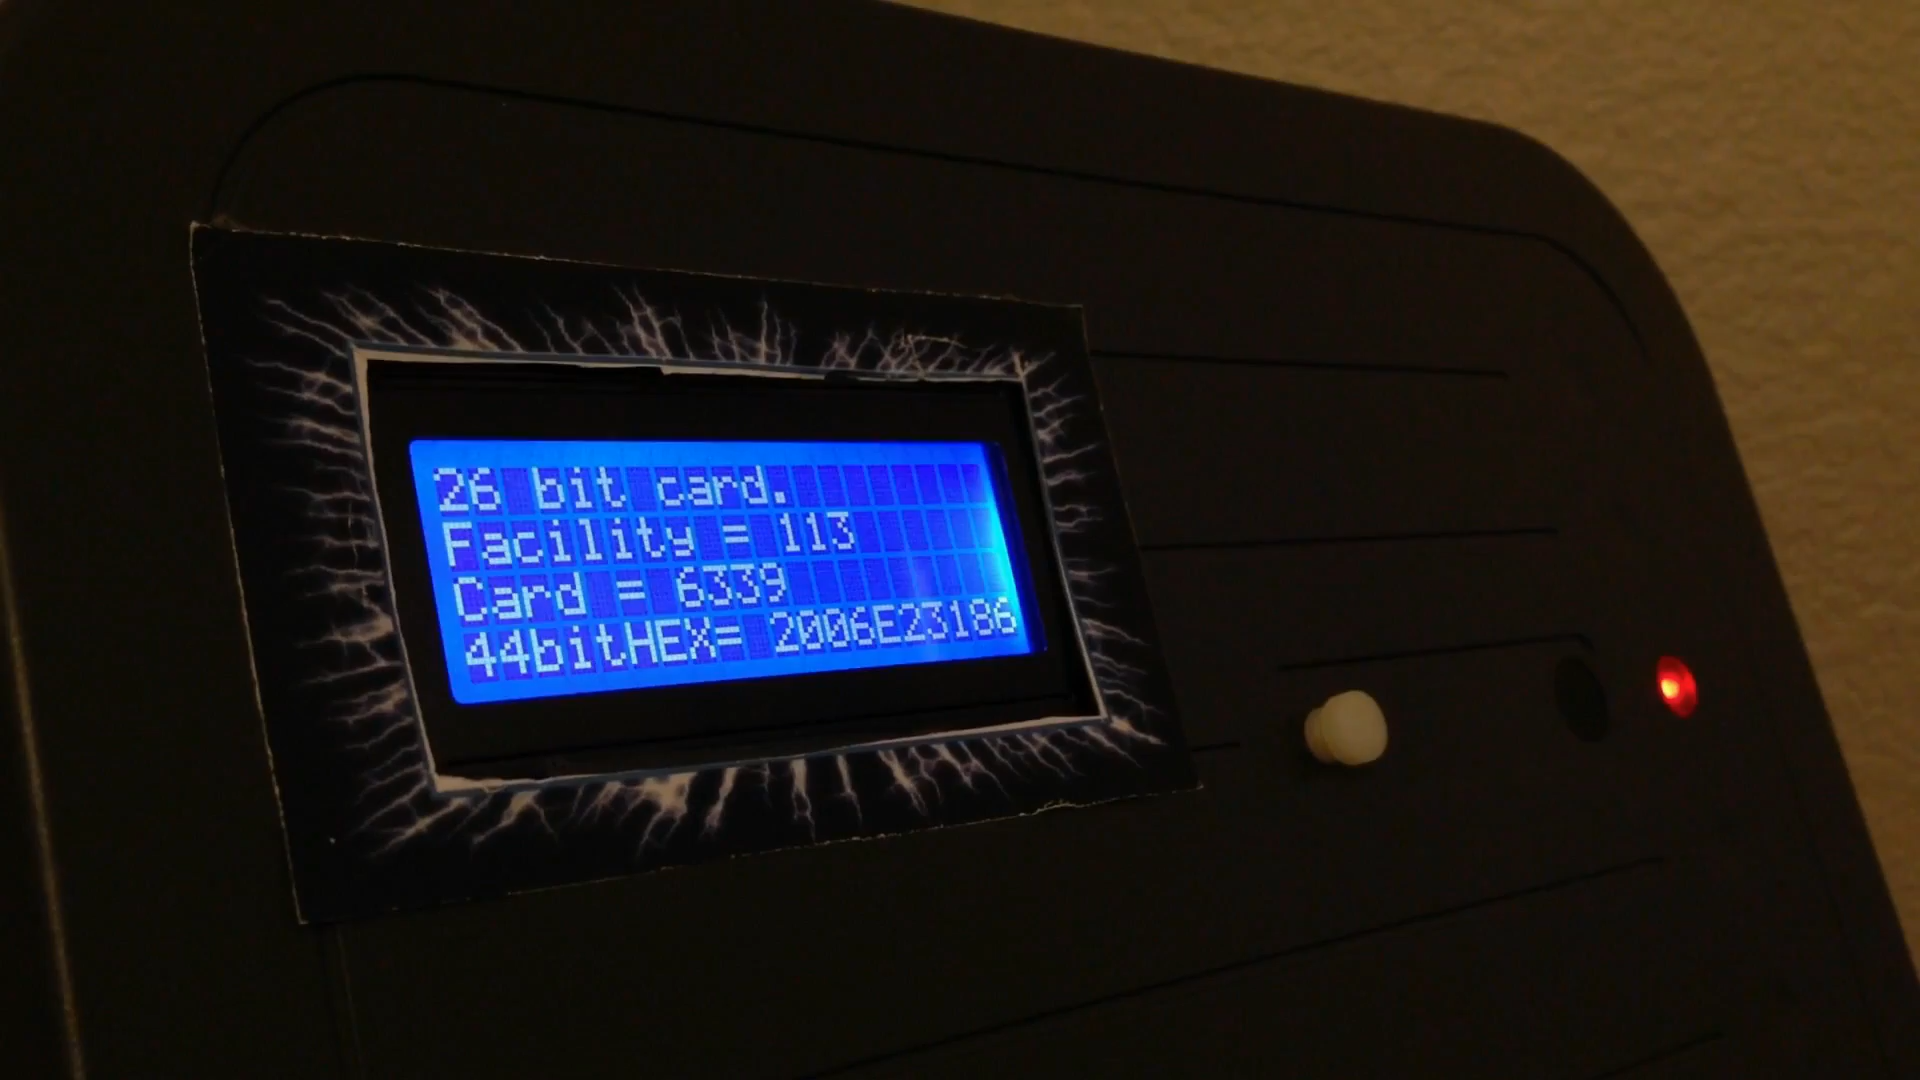 26 bit card.
Facility = 113
Card = 6339
44bitHEX= 2006E23186